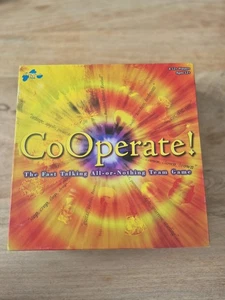 CoOperate!
The Fast Talking All-or-Nothing Team Game